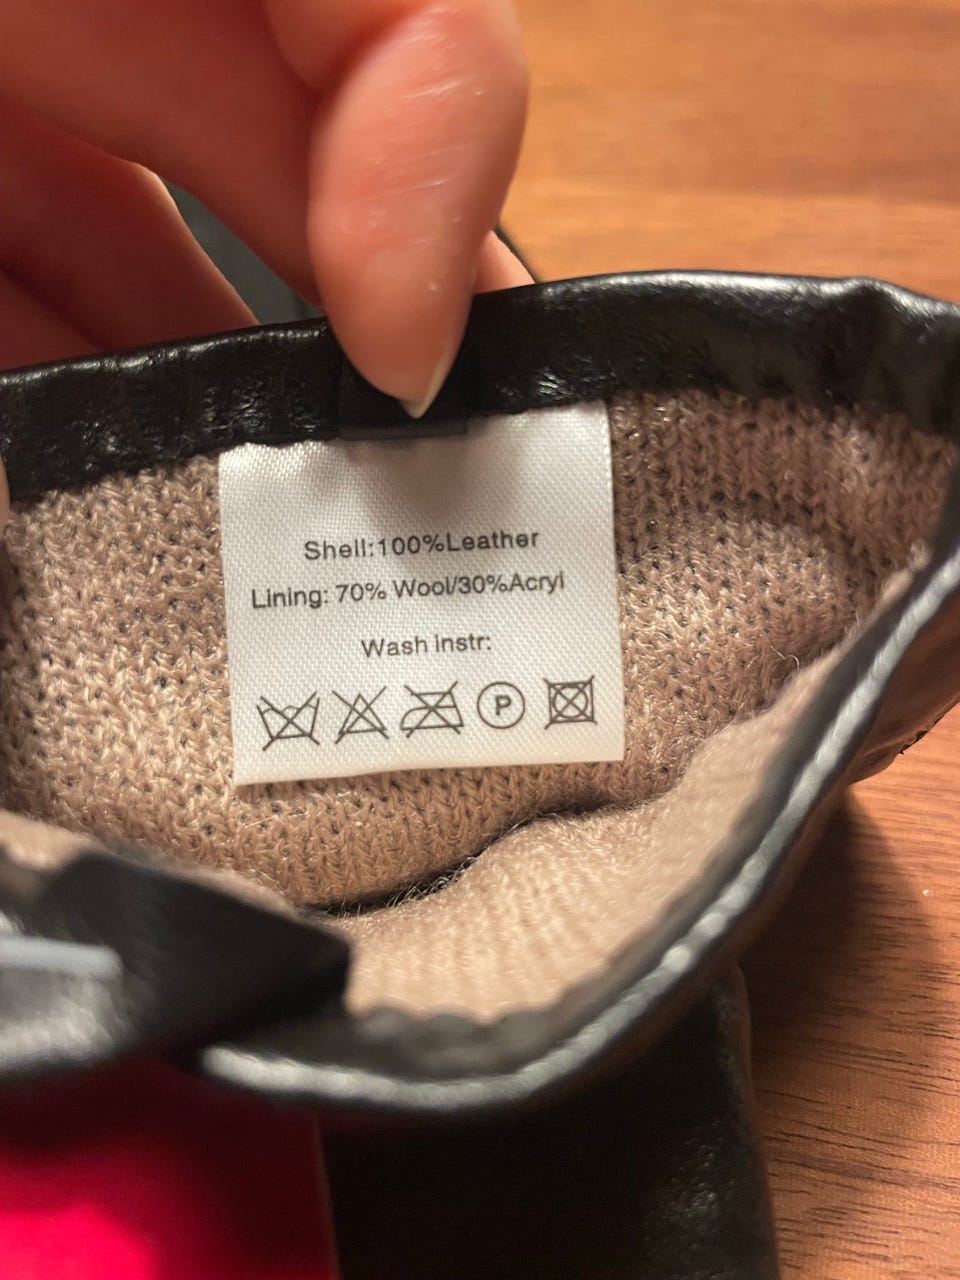 Shell:100%Leather
Lining: 70% Wool/30%Acryl
Wash instr:
P